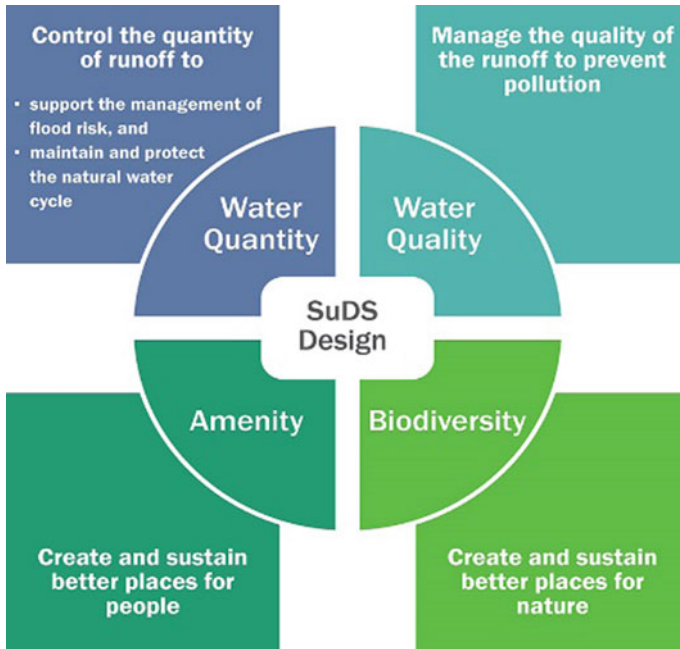 Control the quantity
of runoff to
▪ support the management of
flood risk, and
▪ maintain and protect
the natural water
cycle
Manage the quality of
the runoff to prevent
pollution
Water
Quantity
Water
Quality
SuDS
Design
Amenity
Biodiversity
Create and sustain
better places for
people
Create and sustain
better places for
nature